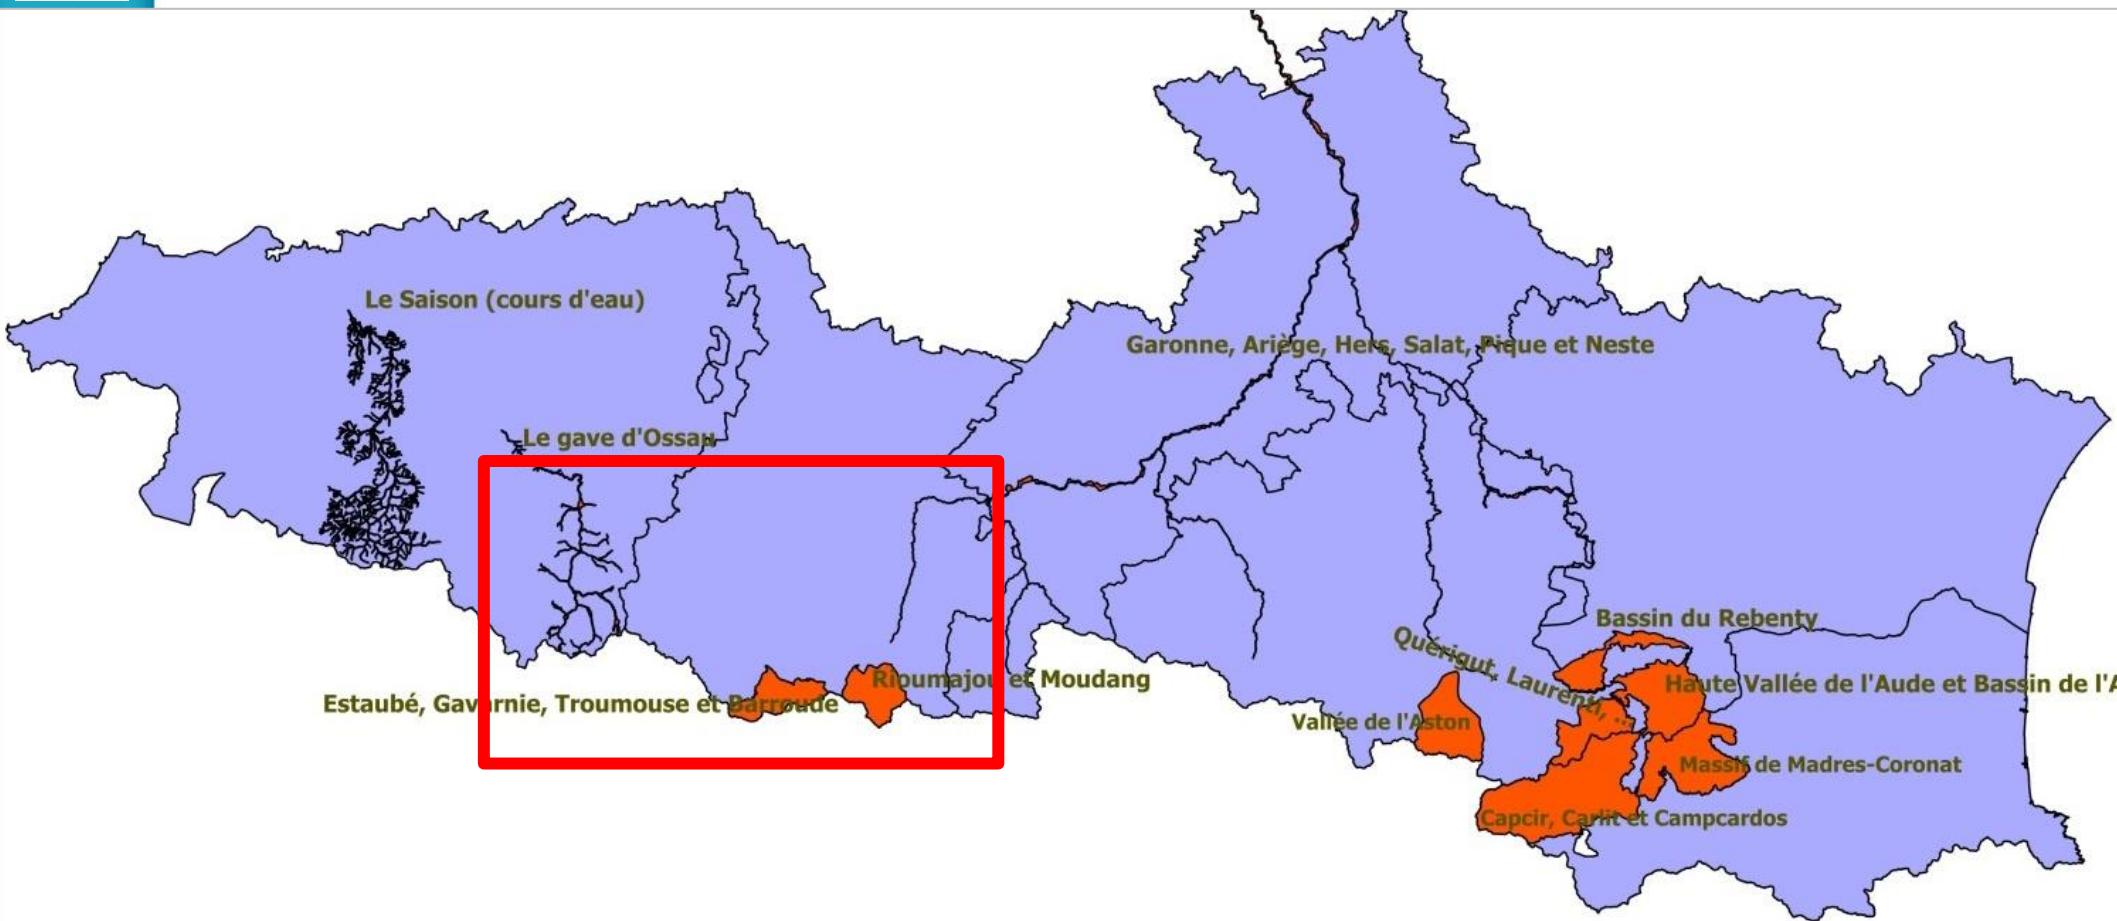 Le Saison (cours d'eau)
Garonne, Ariège, Hers, Salat, Pique et Neste
Le gave d'Ossau
Bassin du Rebenty
Quérigut, Laurenti, ...
Rioumajou et Moudang
Haute Vallée de l'Aude et Bassin de l'A
Estaubé, Gavarnie, Troumouse et Barroude
Vallée de l'Aston
Massif de Madres-Coronat
Capcir, Carlit et Campcardos